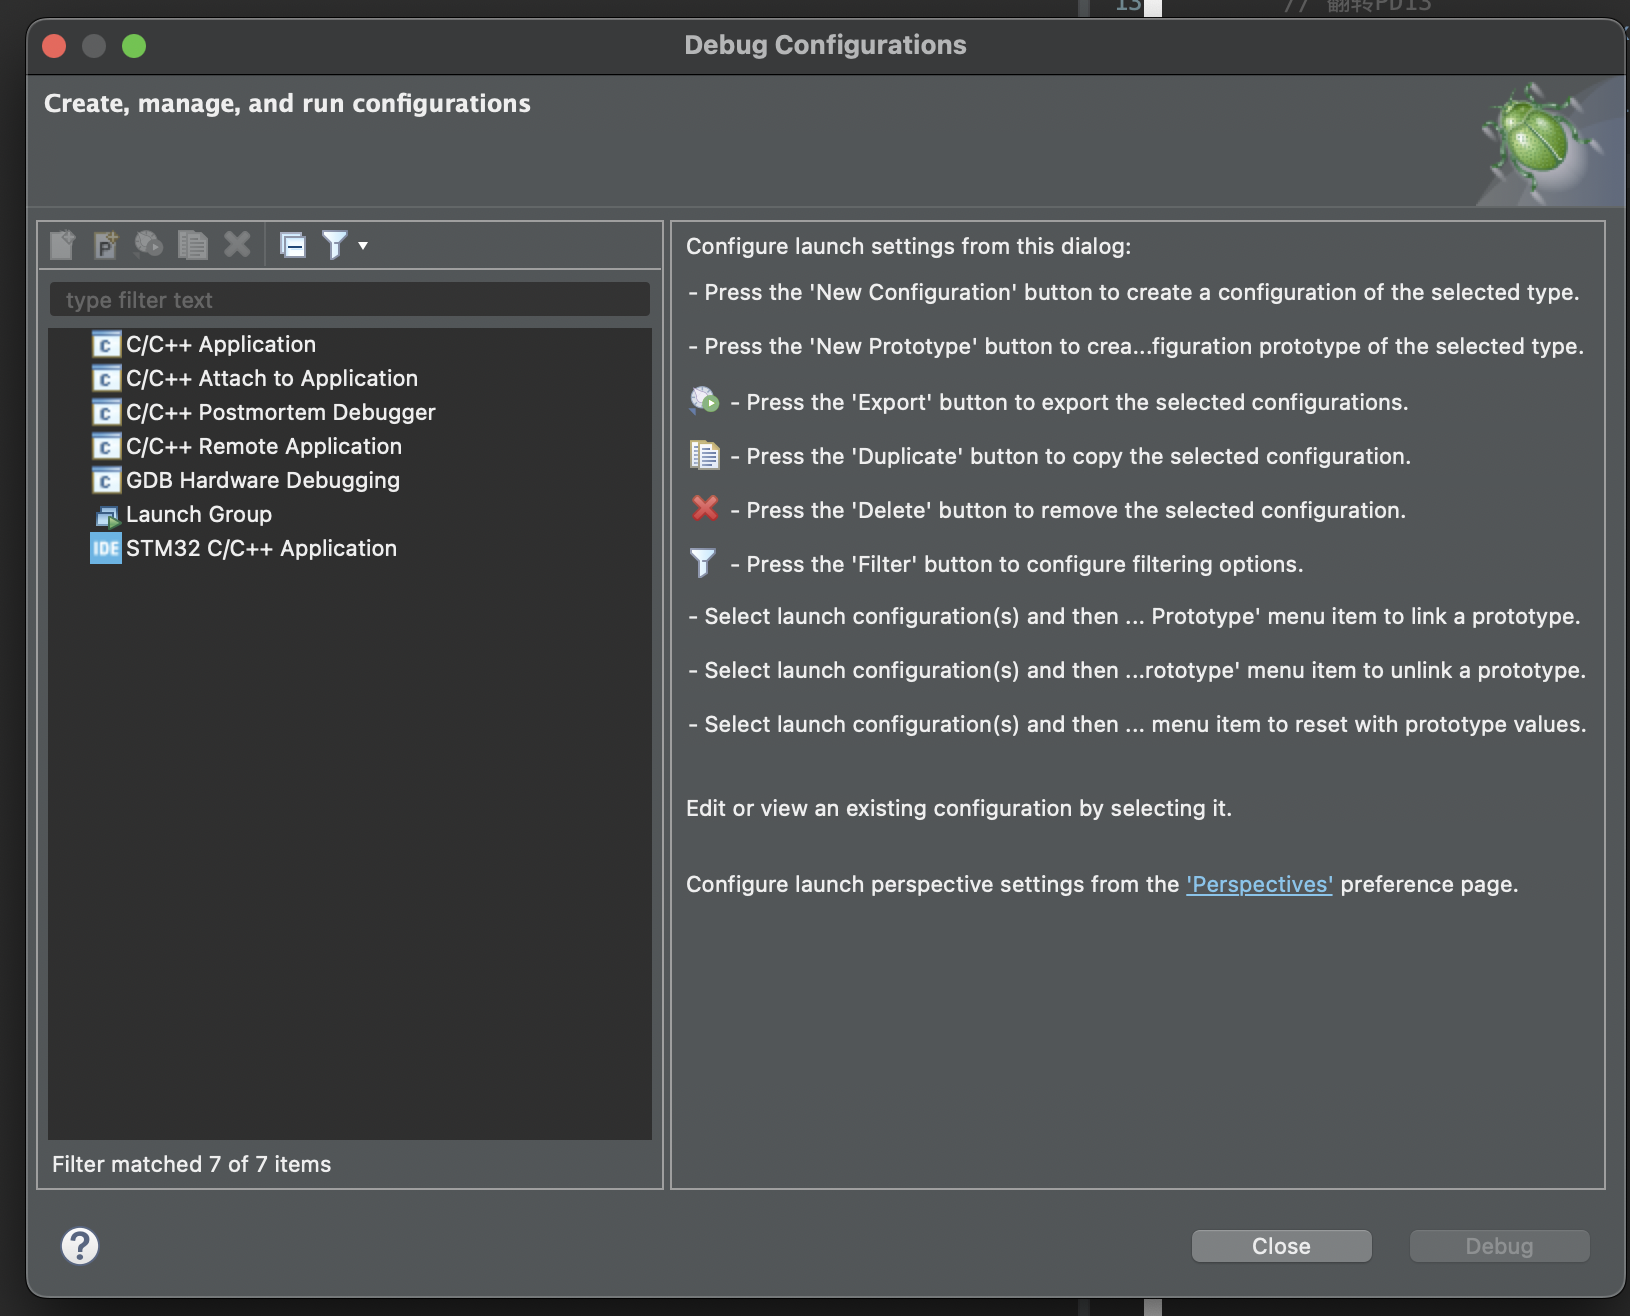 13
// 翻转PD13
Debug Configurations
Create, manage, and run configurations
type filter text
C/C++ Application
C/C++ Attach to Application
C/C++ Postmortem Debugger
C/C++ Remote Application
GDB Hardware Debugging
Launch Group
IDE STM32 C/C++ Application
Filter matched 7 of 7 items
Configure launch settings from this dialog:
- Press the 'New Configuration' button to create a configuration of the selected type.
- Press the 'New Prototype' button to crea...figuration prototype of the selected type.
- Press the 'Export' button to export the selected configurations.
- Press the 'Duplicate' button to copy the selected configuration.
- Press the 'Delete' button to remove the selected configuration.
- Press the 'Filter' button to configure filtering options.
- Select launch configuration(s) and then ... Prototype' menu item to link a prototype.
- Select launch configuration(s) and then ...rototype' menu item to unlink a prototype.
- Select launch configuration(s) and then ... menu item to reset with prototype values.
Edit or view an existing configuration by selecting it.
Configure launch perspective settings from the 'Perspectives' preference page.
Close
Debug